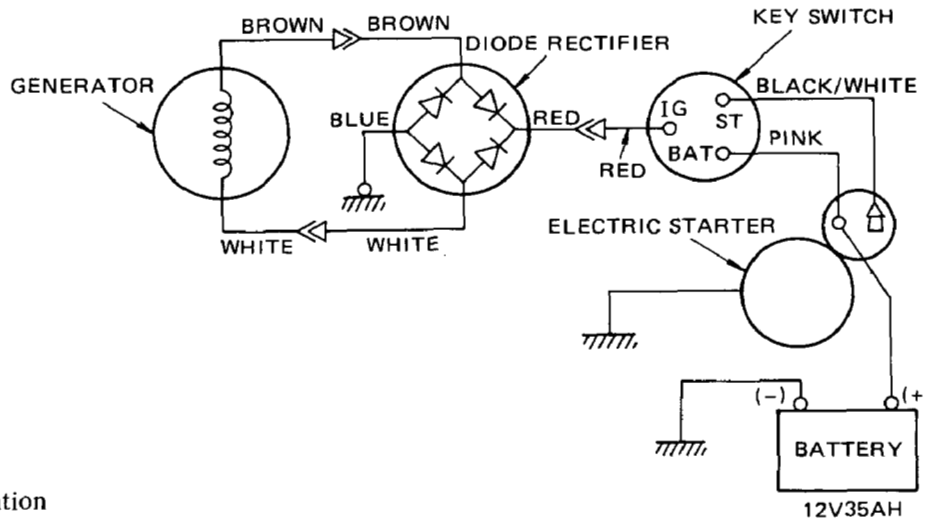 BROWN
BROWN
KEY SWITCH
DIODE RECTIFIER
GENERATOR
BLACK/WHITE
BLUE
RED
IG
ST
PINK
BAT
RED
WHITE
WHITE
ELECTRIC STARTER
(-)
(+
BATTERY
12V35AH